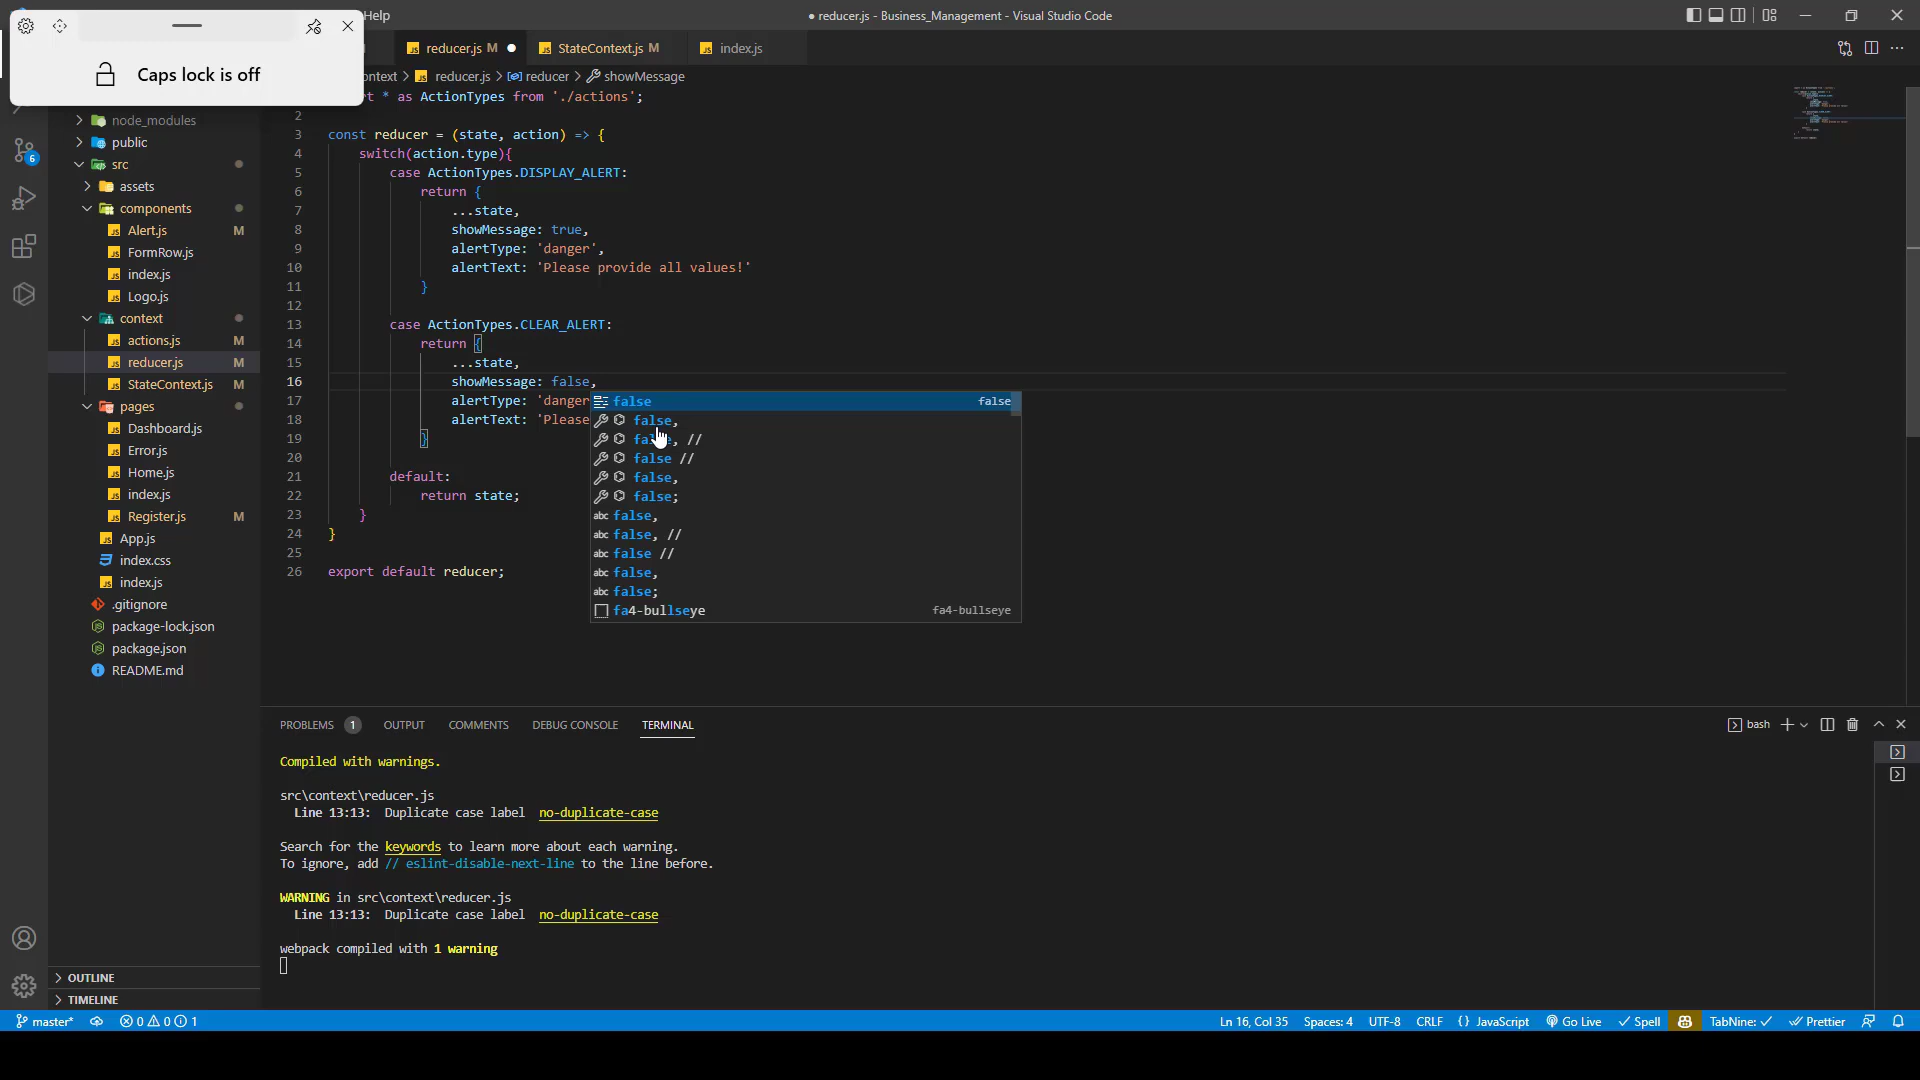 Help
● reducer.js - Business_Management - Visual Studio Code
Caps lock is off
reducer.js M
StateContext.js M
index.js
ontext > reducer.js > reducer > showMessage
node_modules
public
src
assets
components
Alert.js M
FormRow.js
index.js
Logo.js
context
actions.js M
reducer.js M
StateContext.js M
pages
Dashboard.js
Error.js
Home.js
index.js
Register.js M
App.js
index.css
index.js
.gitignore
package-lock.json
package.json
README.md
OUTLINE
TIMELINE
6
t * as ActionTypes from './actions';
2
3 const reducer = (state, action) => {
4 switch(action.type){
5 case ActionTypes.DISPLAY_ALERT:
6 return {
7 ...state,
8 showMessage: true,
9 alertType: 'danger',
10 alertText: 'Please provide all values!'
11 }
12
13 case ActionTypes.CLEAR_ALERT:
14 return {
15 ...state,
16 showMessage: false,
17 alertType: 'danger
18 alertText: 'Please
19 }
20
21 default:
22 return state;
23 }
24 }
25
26 export default reducer;
false false
false,
false, //
false //
false,
false;
false,
false, //
false //
false,
false;
fa4-bullseye fa4-bullseye
PROBLEMS 1 OUTPUT COMMENTS DEBUG CONSOLE TERMINAL
bash
Compiled with warnings.
src\context\reducer.js
Line 13:13: Duplicate case label no-duplicate-case
Search for the keywords to learn more about each warning.
To ignore, add // eslint-disable-next-line to the line before.
WARNING in src\context\reducer.js
Line 13:13: Duplicate case label no-duplicate-case
webpack compiled with 1 warning
master* 0 0 1 Ln 16, Col 35 Spaces: 4 UTF-8 CRLF {} JavaScript Go Live Spell TabNine: Prettier